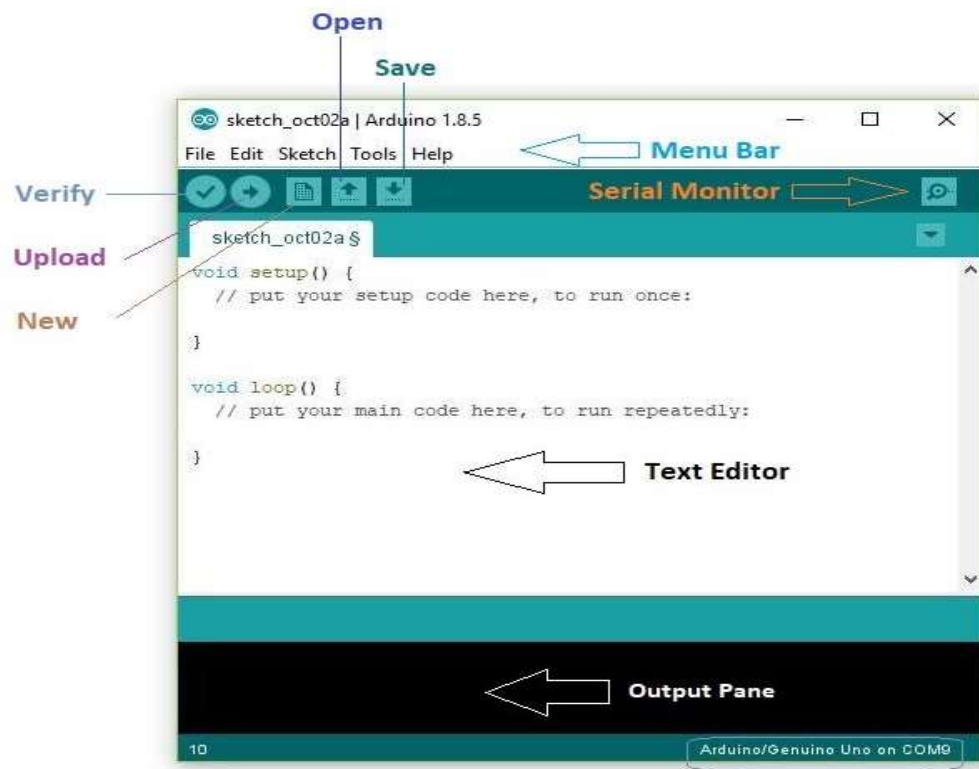 Open
Save
sketch_oct02a | Arduino 1.8.5
File Edit Sketch Tools Help
Menu Bar
Verify
Serial Monitor
Upload
sketch_oct02a §
New
void setup() {
// put your setup code here, to run once:
}
void loop() {
// put your main code here, to run repeatedly:
}
Text Editor
Output Pane
10
Arduino/Genuino Uno on COM9